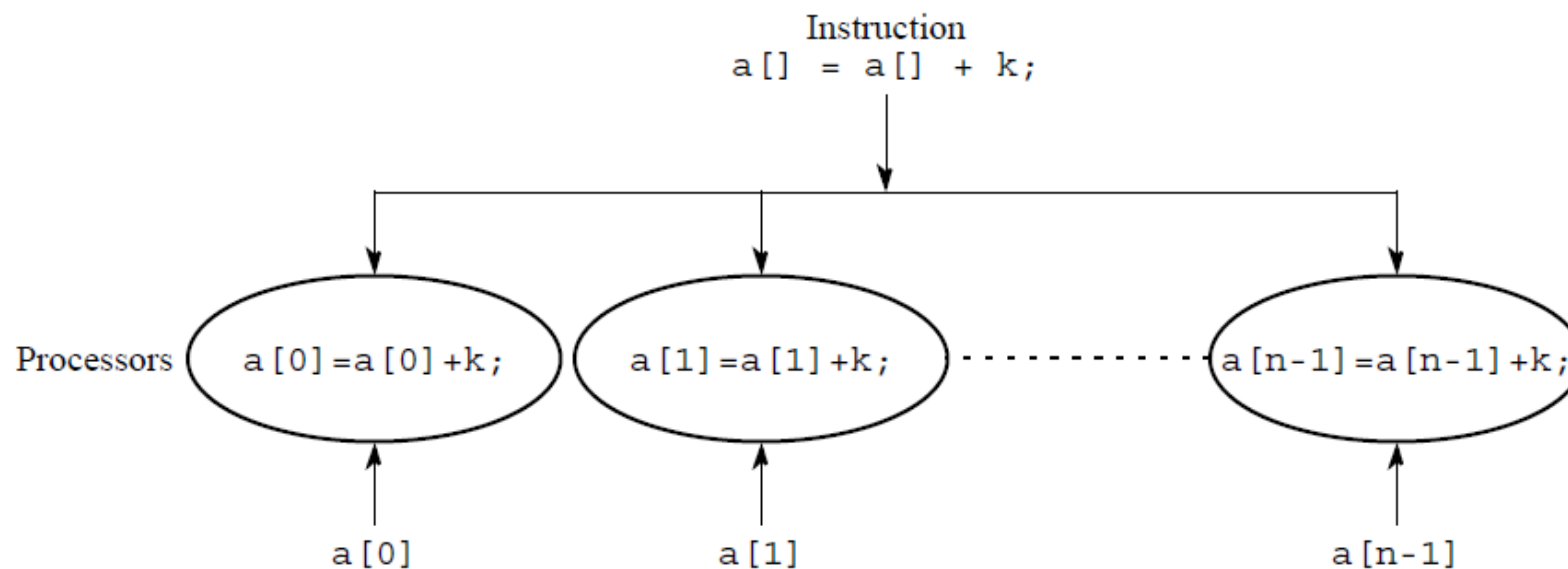 Instruction
a[] = a[] + k;
Processors
a[0]=a[0]+k;
a[1]=a[1]+k;
a[n-1]=a[n-1]+k;
a[0]
a[1]
a[n-1]